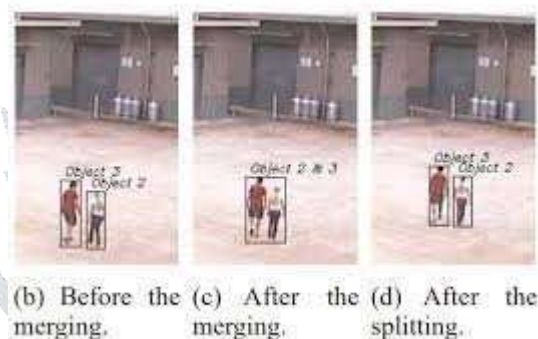 Object 3
Object 2
Object 2 & 3
Object 3
Object 2
(b) Before the merging.
(c) After the merging.
(d) After the splitting.